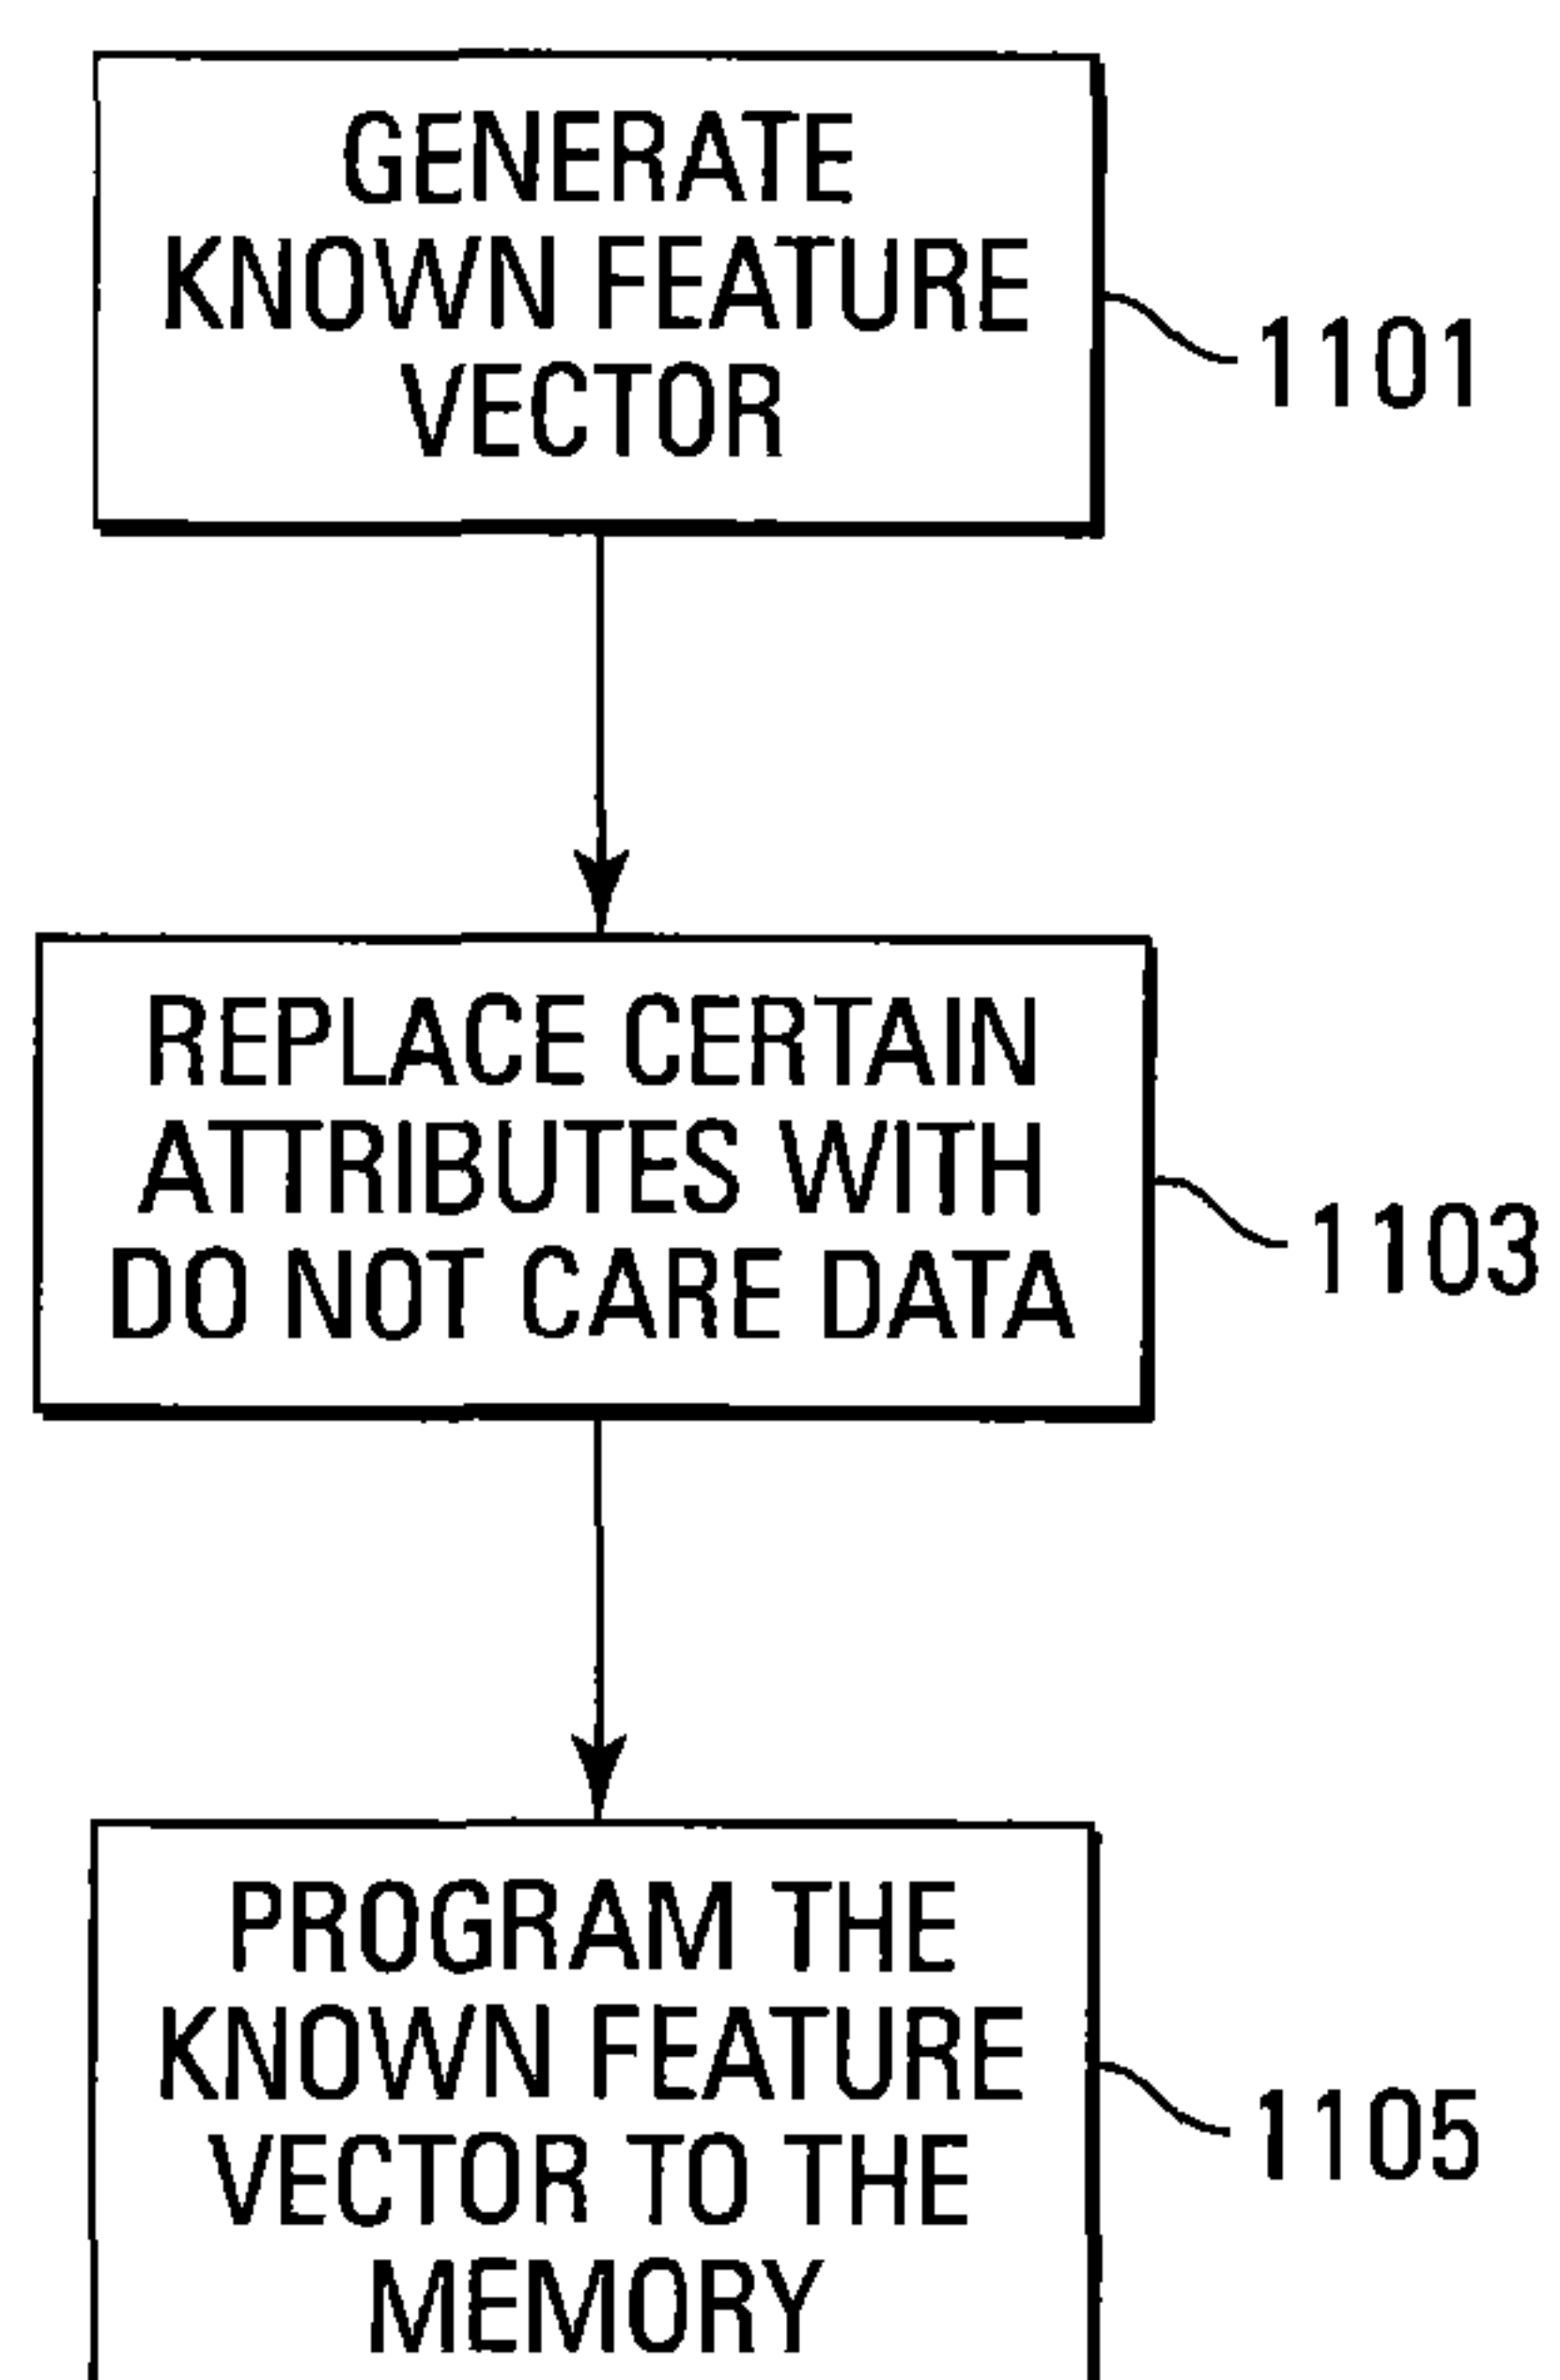 GENERATE
KNOWN FEATURE
VECTOR
1101
REPLACE CERTAIN
ATTRIBUTES WITH
DO NOT CARE DATA
1103
PROGRAM THE
KNOWN FEATURE
VECTOR TO THE
MEMORY
1105